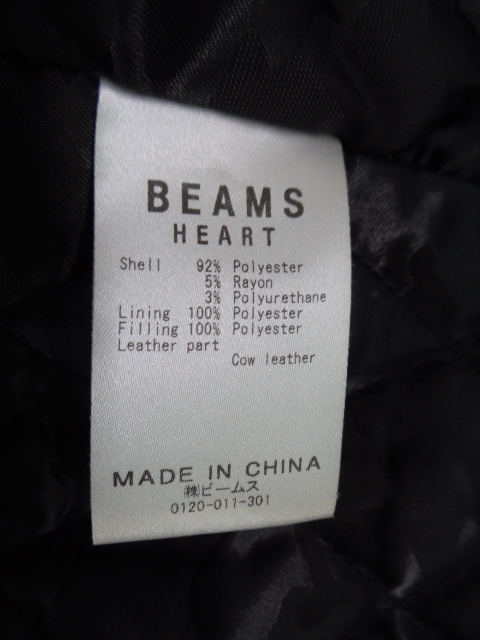 BEAMS
HEART
Shell 92% Polyester
5% Rayon
3% Polyurethane
Lining 100% Polyester
Filling 100% Polyester
Leather part
Cow leather
MADE IN CHINA
㈱ビームス
0120-011-301